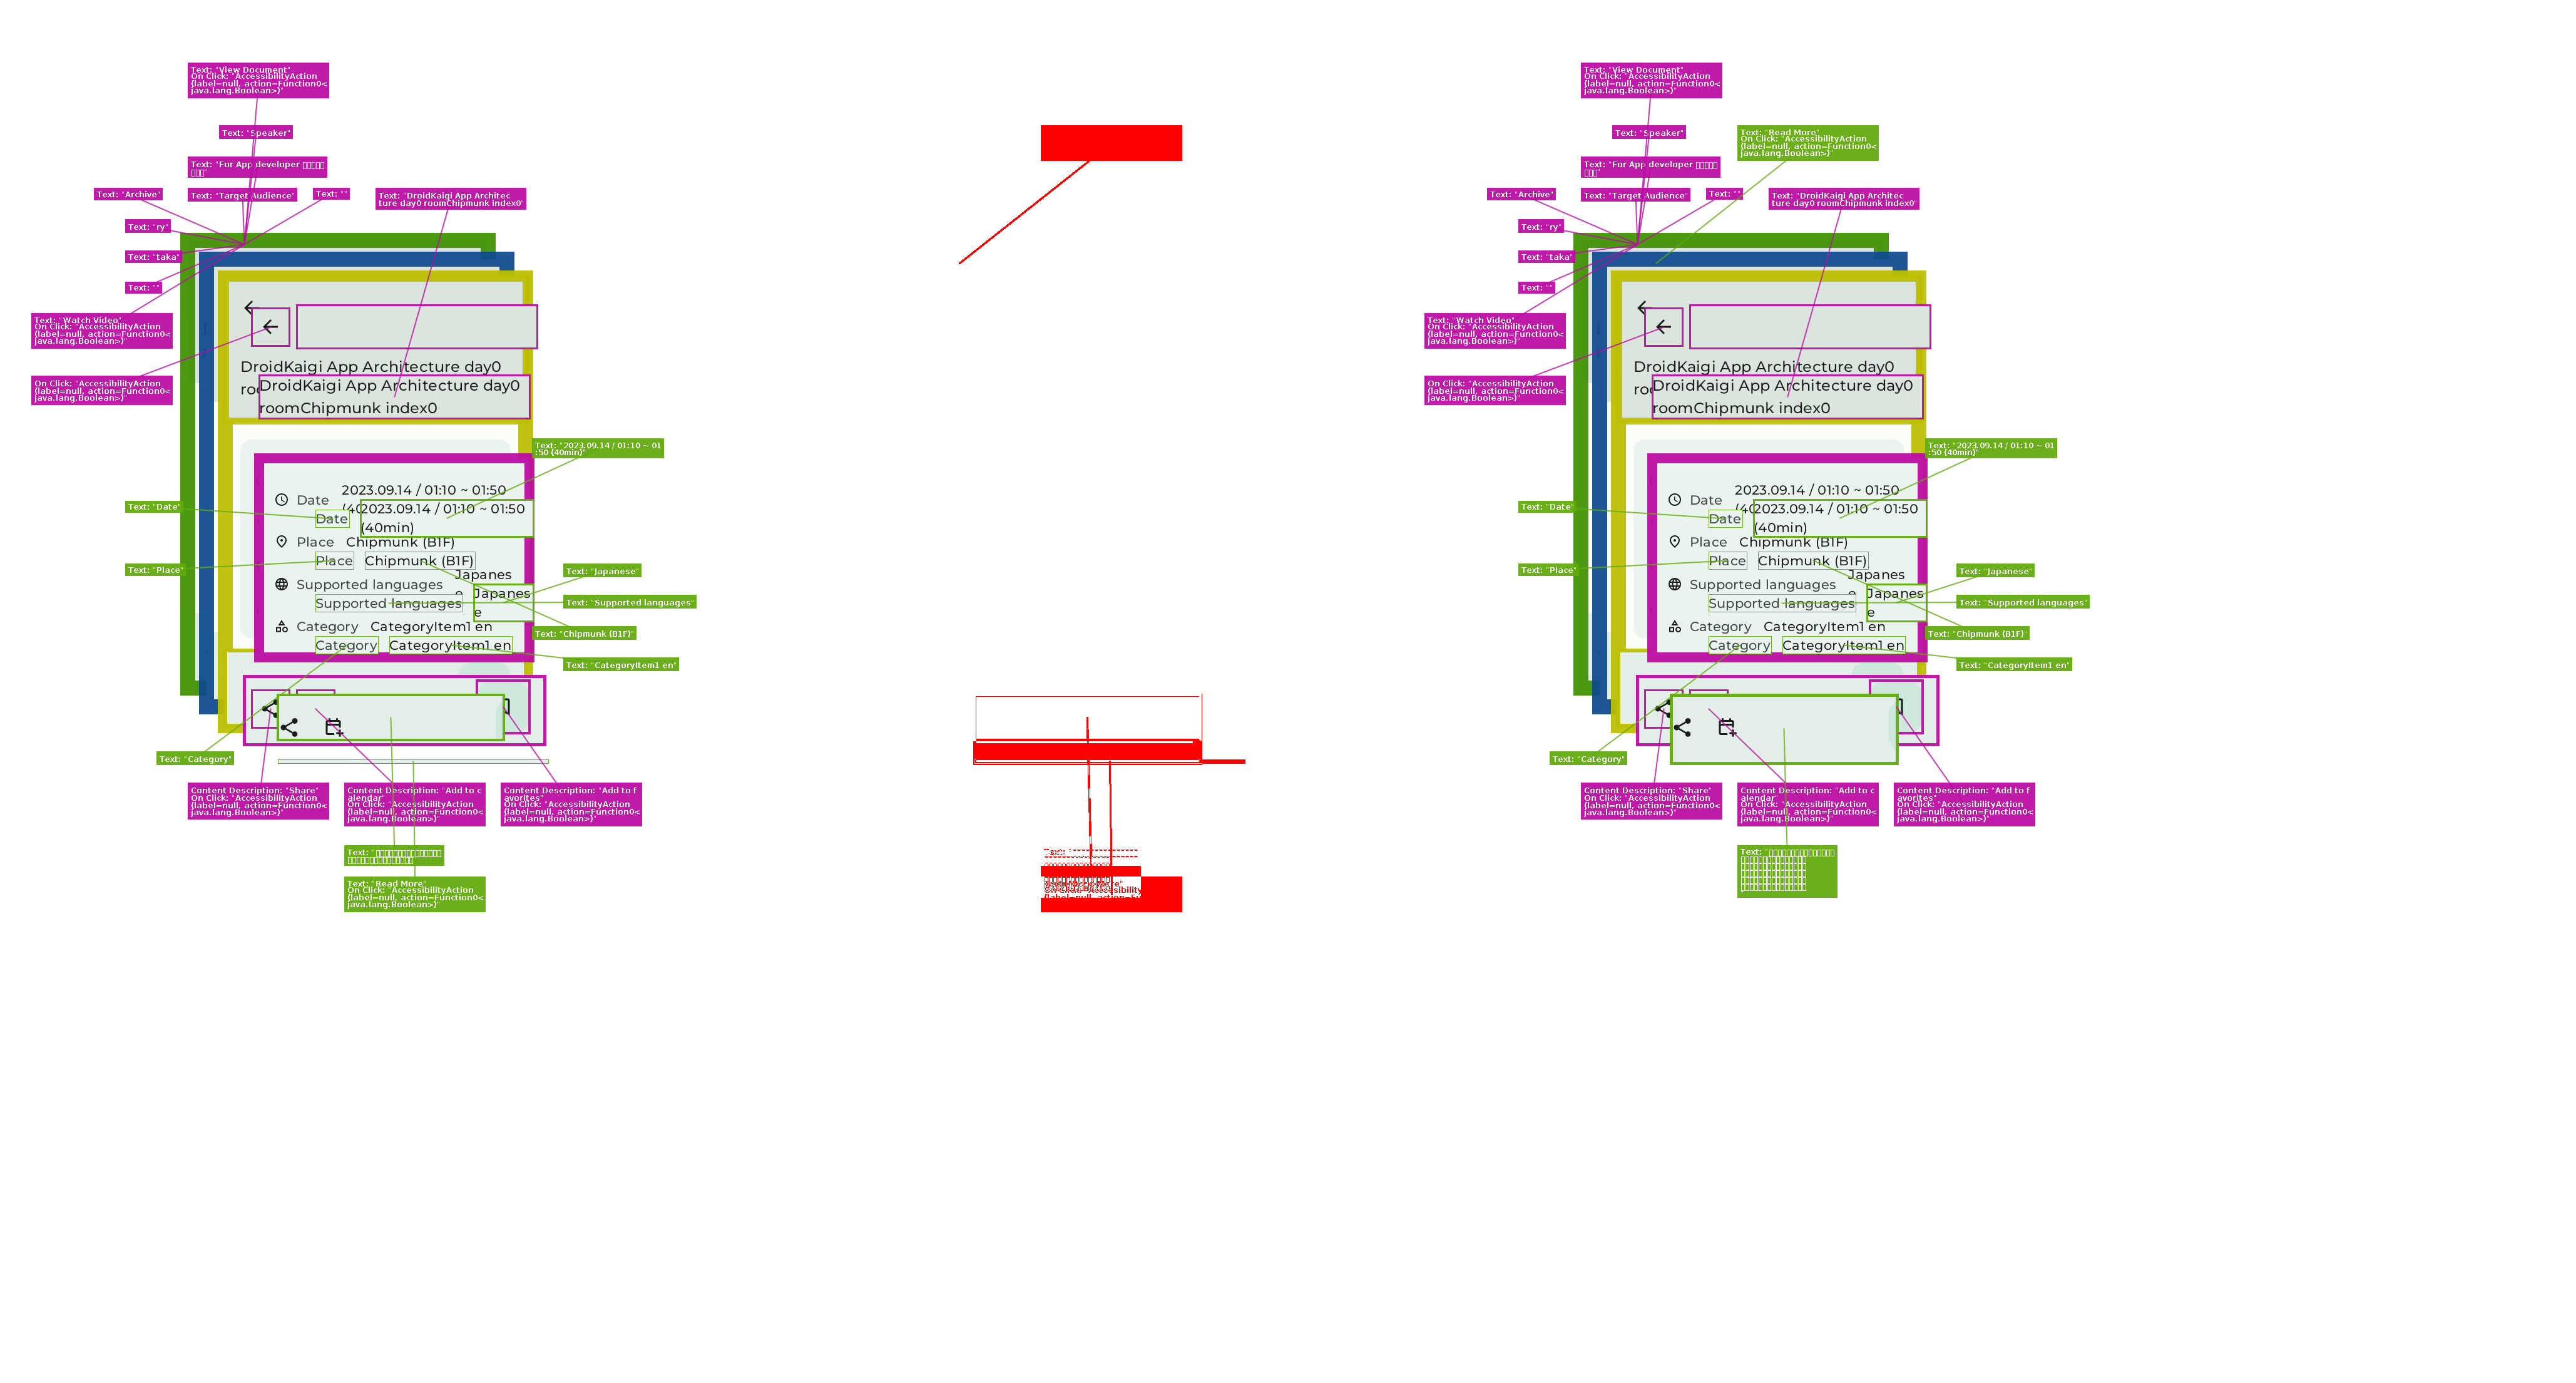 Text: "View Document"
On Click: "AccessibilityAction
{label=null, action=Function0<
java.lang.Boolean>}"
Text: "Speaker"
Text: "For App developer
Text: "Archive"
Text: "Target Audience"
Text: ""
Text: "DroidKaigi App Architec
ture day0 roomChipmunk index0"
Text: "ry"
Text: "taka"
Text: ""
Text: "Watch Video"
On Click: "AccessibilityAction
{label=null, action=Function0<
java.lang.Boolean>}"
On Click: "AccessibilityAction
{label=null, action=Function0<
java.lang.Boolean>}"
DroidKaigi App Architecture day0
DroidKaigi App Architecture day0
roomChipmunk index0
Text: "2023.09.14 / 01:10 ~ 01
:50 (40min)"
Text: "Date"
Date
2023.09.14 / 01:10 ~ 01:50
Date
2023.09.14 / 01:10 ~ 01:50
(40min)
Place
Chipmunk (B1F)
Text: "Place"
Place
Chipmunk (B1F)
Supported languages
Japanes
e
Supported languages
Japanes
e
Text: "Japanese"
Text: "Supported languages"
Category
CategoryItem1 en
Text: "Chipmunk (B1F)"
Category
CategoryItem1 en
Text: "CategoryItem1 en"
Text: "Category"
Content Description: "Share"
On Click: "AccessibilityAction
{label=null, action=Function0<
java.lang.Boolean>}"
Content Description: "Add to c
alendar"
On Click: "AccessibilityAction
{label=null, action=Function0<
java.lang.Boolean>}"
Content Description: "Add to f
avorites"
On Click: "AccessibilityAction
{label=null, action=Function0<
java.lang.Boolean>}"
Text: "
Text: "Read More"
On Click: "AccessibilityAction
{label=null, action=Function0<
java.lang.Boolean>}"
Text: "View Document"
On Click: "AccessibilityAction
{label=null, action=Function0<
java.lang.Boolean>}"
Text: "Speaker"
Text: "Read More"
On Click: "AccessibilityAction
{label=null, action=Function0<
java.lang.Boolean>}"
Text: "For App developer
Text: "Archive"
Text: "Target Audience"
Text: ""
Text: "DroidKaigi App Architec
ture day0 roomChipmunk index0"
Text: "ry"
Text: "taka"
Text: ""
Text: "Watch Video"
On Click: "AccessibilityAction
{label=null, action=Function0<
java.lang.Boolean>}"
On Click: "AccessibilityAction
{label=null, action=Function0<
java.lang.Boolean>}"
DroidKaigi App Architecture day0
DroidKaigi App Architecture day0
roomChipmunk index0
Text: "2023.09.14 / 01:10 ~ 01
:50 (40min)"
Text: "Date"
Date
2023.09.14 / 01:10 ~ 01:50
Date
2023.09.14 / 01:10 ~ 01:50
(40min)
Place
Chipmunk (B1F)
Text: "Place"
Place
Chipmunk (B1F)
Supported languages
Japanes
e
Supported languages
Japanes
e
Text: "Japanese"
Text: "Supported languages"
Category
CategoryItem1 en
Text: "Chipmunk (B1F)"
Category
CategoryItem1 en
Text: "CategoryItem1 en"
Text: "Category"
Content Description: "Share"
On Click: "AccessibilityAction
{label=null, action=Function0<
java.lang.Boolean>}"
Content Description: "Add to c
alendar"
On Click: "AccessibilityAction
{label=null, action=Function0<
java.lang.Boolean>}"
Content Description: "Add to f
avorites"
On Click: "AccessibilityAction
{label=null, action=Function0<
java.lang.Boolean>}"
Text: "